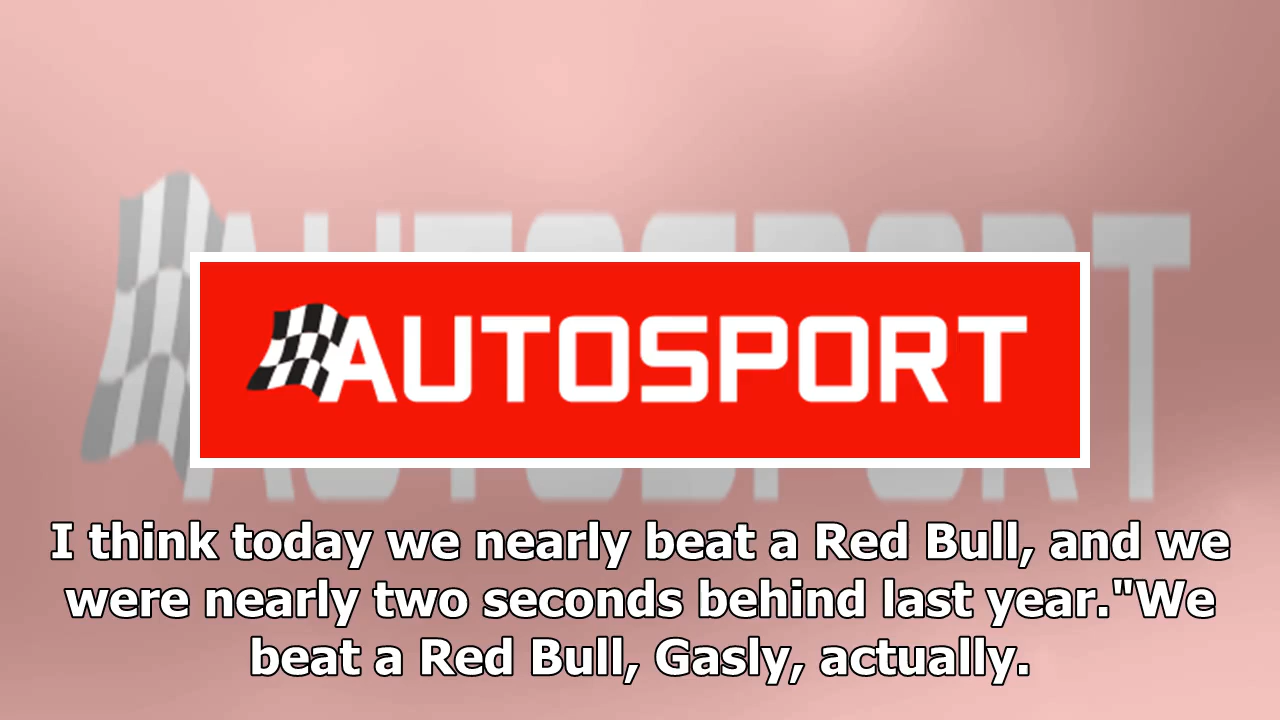 AUTOSPORT
I think today we nearly beat a Red Bull, and we
were nearly two seconds behind last year."We
beat a Red Bull, Gasly, actually.